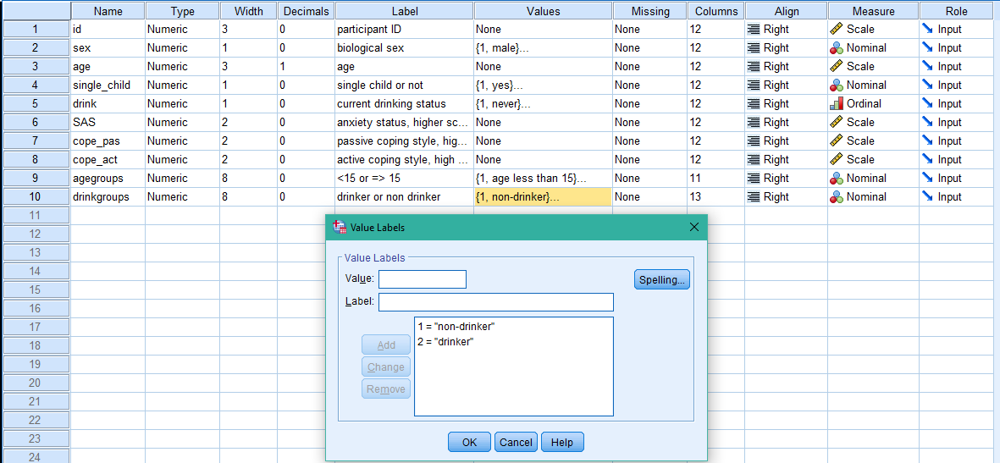 Name Type Width Decimals Label Values Missing Columns Align Measure Role
1 id Numeric 3 0 participant ID None None 12 Right Scale Input
2 sex Numeric 1 0 biological sex {1, male}... None 12 Right Nominal Input
3 age Numeric 3 1 age None None 12 Right Scale Input
4 single_child Numeric 1 0 single child or not {1, yes}... None 12 Right Nominal Input
5 drink Numeric 1 0 current drinking status {1, never}... None 12 Right Ordinal Input
6 SAS Numeric 2 0 anxiety status, higher sc... None None 12 Right Scale Input
7 cope_pas Numeric 2 0 passive coping style, hig... None None 12 Right Scale Input
8 cope_act Numeric 2 0 active coping style, high ... None None 12 Right Scale Input
9 agegroups Numeric 8 0 <15 or => 15 {1, age less than 15}... None 11 Right Nominal Input
10 drinkgroups Numeric 8 0 drinker or non drinker {1, non-drinker}... None 13 Right Nominal Input
11
12
13
14
15
16
17
18
19
20
21
22
23
24
Value Labels
Value Labels
Value:
Spelling...
Label:
1 = "non-drinker"
2 = "drinker"
Add
Change
Remove
OK Cancel Help